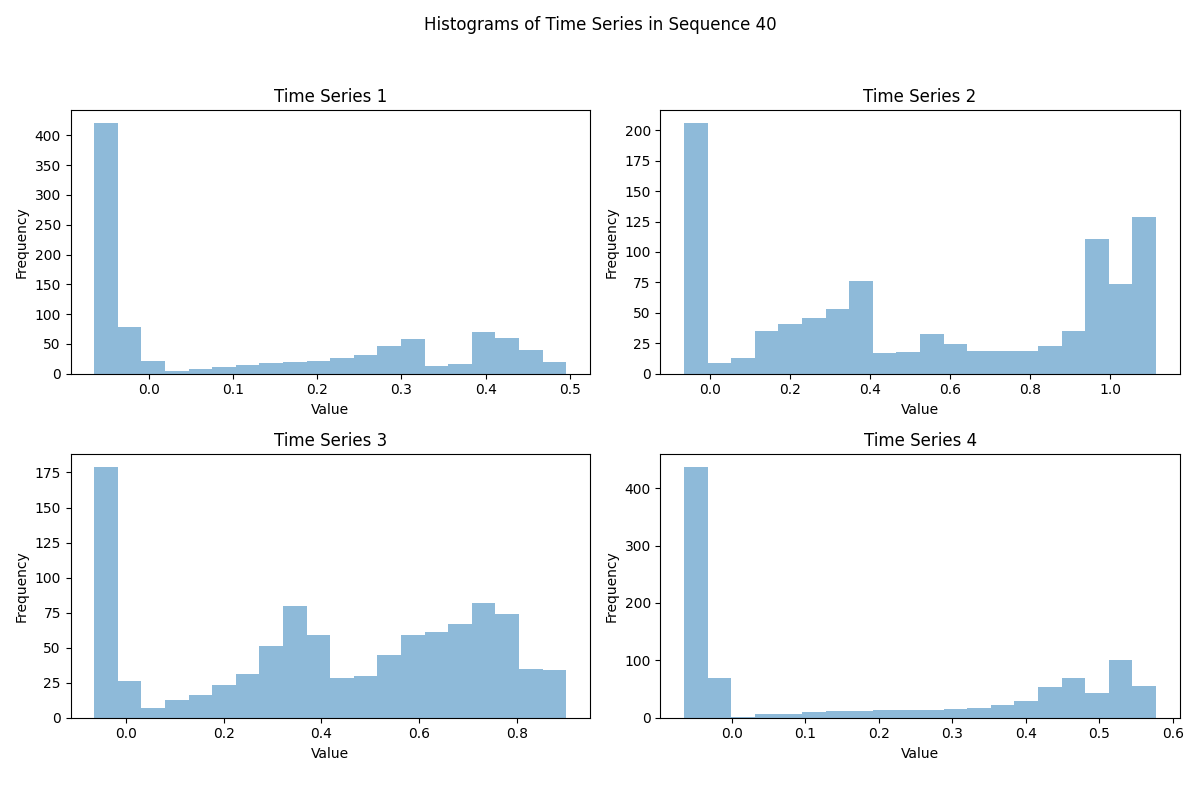 Histograms of Time Series in Sequence 40
Time Series 1
400
350
300
250
200
150
100
50
0
Frequency
0.0 0.1 0.2 0.3 0.4 0.5
Value
Time Series 2
200
175
150
125
100
75
50
25
0
Frequency
0.0 0.2 0.4 0.6 0.8 1.0
Value
Time Series 3
175
150
125
100
75
50
25
0
Frequency
0.0 0.2 0.4 0.6 0.8
Value
Time Series 4
400
300
200
100
0
Frequency
0.0 0.1 0.2 0.3 0.4 0.5 0.6
Value